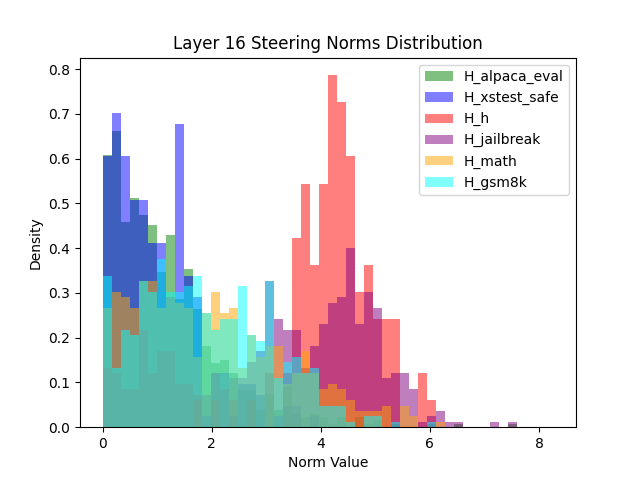 Layer 16 Steering Norms Distribution
H_alpaca_eval
H_xstest_safe
H_h
H_jailbreak
H_math
H_gsm8k
0.8
0.7
0.6
0.5
0.4
0.3
0.2
0.1
0.0
Density
0 2 4 6 8
Norm Value